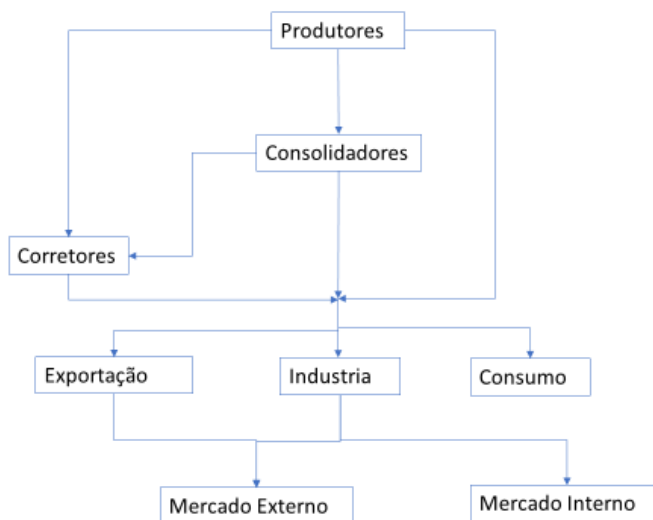 Produtores
Consolidadores
Corretores
Exportação
Industria
Consumo
Mercado Externo
Mercado Interno